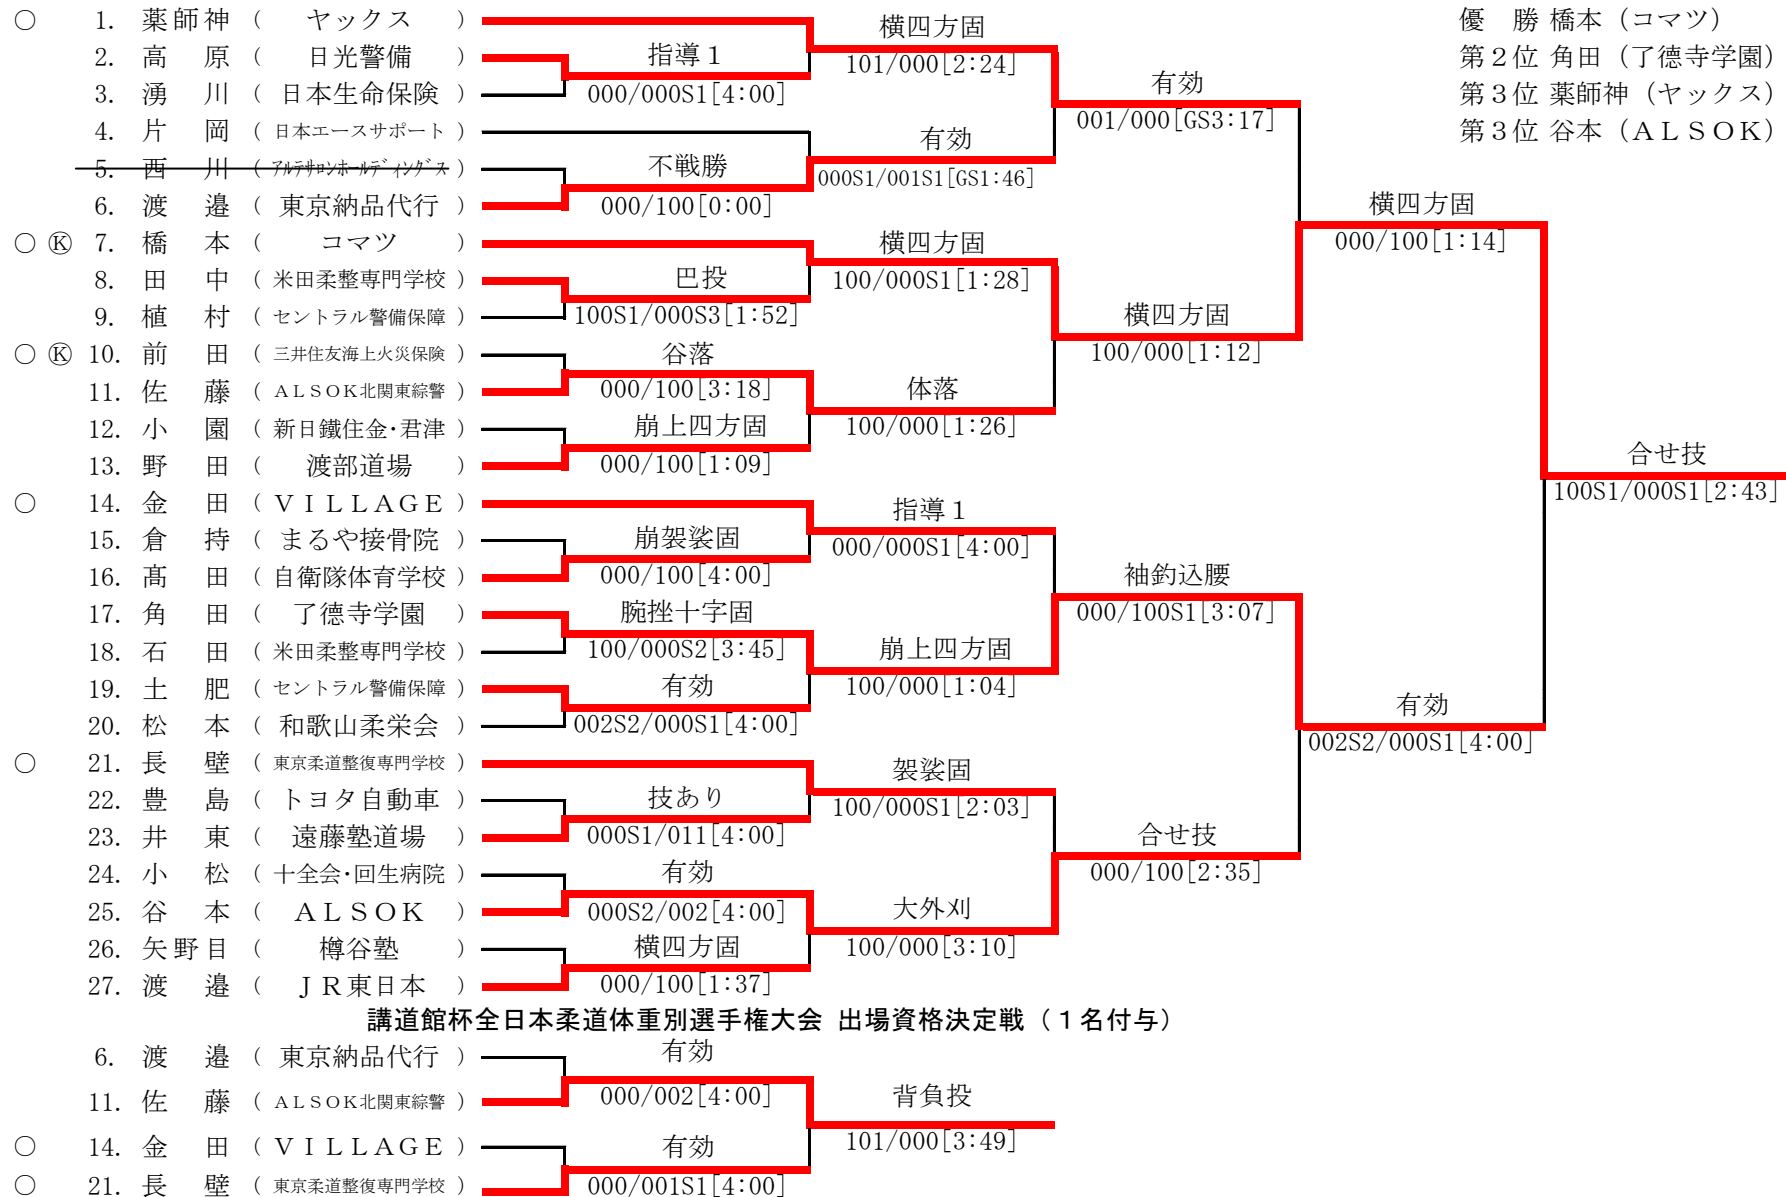 ○ 1. 薬師神 ( ヤックス )
2. 高 原 ( 日光警備 )
3. 湧 川 ( 日本生命保険 )
4. 片 岡 ( 日本エースサポート )
5. 西 川 ( アルテサロンホールディングス )
6. 渡 邉 ( 東京納品代行 )
○ Ⓚ 7. 橋 本 ( コマツ )
8. 田 中 ( 米田柔整専門学校 )
9. 植 村 ( セントラル警備保障 )
○ Ⓚ 10. 前 田 ( 三井住友海上火災保険 )
11. 佐 藤 ( ALSOK北関東綜警 )
12. 小 園 ( 新日鐵住金・君津 )
13. 野 田 ( 渡部道場 )
○ 14. 金 田 ( VILLAGE )
15. 倉 持 ( まるや接骨院 )
16. 髙 田 ( 自衛隊体育学校 )
17. 角 田 ( 了德寺学園 )
18. 石 田 ( 米田柔整専門学校 )
19. 土 肥 ( セントラル警備保障 )
20. 松 本 ( 和歌山柔栄会 )
○ 21. 長 壁 ( 東京柔道整復専門学校 )
22. 豊 島 ( トヨタ自動車 )
23. 井 東 ( 遠藤塾道場 )
24. 小 松 ( 十全会・回生病院 )
25. 谷 本 ( ALSOK )
26. 矢野目 ( 樽谷塾 )
27. 渡 邉 ( JR東日本 )
指導1
000/000S1[4:00]
不戦勝
000/100[0:00]
巴投
100S1/000S3[1:52]
谷落
000/100[3:18]
崩上四方固
000/100[1:09]
崩袈裟固
000/100[4:00]
腕挫十字固
100/000S2[3:45]
有効
002S2/000S1[4:00]
技あり
000S1/011[4:00]
有効
000S2/002[4:00]
横四方固
000/100[1:37]
横四方固
101/000[2:24]
有効
000S1/001S1[GS1:46]
横四方固
100/000S1[1:28]
体落
100/000[1:26]
指導1
000/000S1[4:00]
崩上四方固
100/000[1:04]
袈裟固
100/000S1[2:03]
大外刈
100/000[3:10]
有効
001/000[GS3:17]
横四方固
100/000[1:12]
袖釣込腰
000/100S1[3:07]
合せ技
000/100[2:35]
横四方固
000/100[1:14]
有効
002S2/000S1[4:00]
合せ技
100S1/000S1[2:43]
優 勝 橋本(コマツ)
第2位 角田(了德寺学園)
第3位 薬師神(ヤックス)
第3位 谷本(ALSOK)
講道館杯全日本柔道体重別選手権大会 出場資格決定戦(1名付与)
6. 渡 邉 ( 東京納品代行 )
11. 佐 藤 ( ALSOK北関東綜警 )
○ 14. 金 田 ( VILLAGE )
○ 21. 長 壁 ( 東京柔道整復専門学校 )
有効
000/002[4:00]
有効
000/001S1[4:00]
背負投
101/000[3:49]